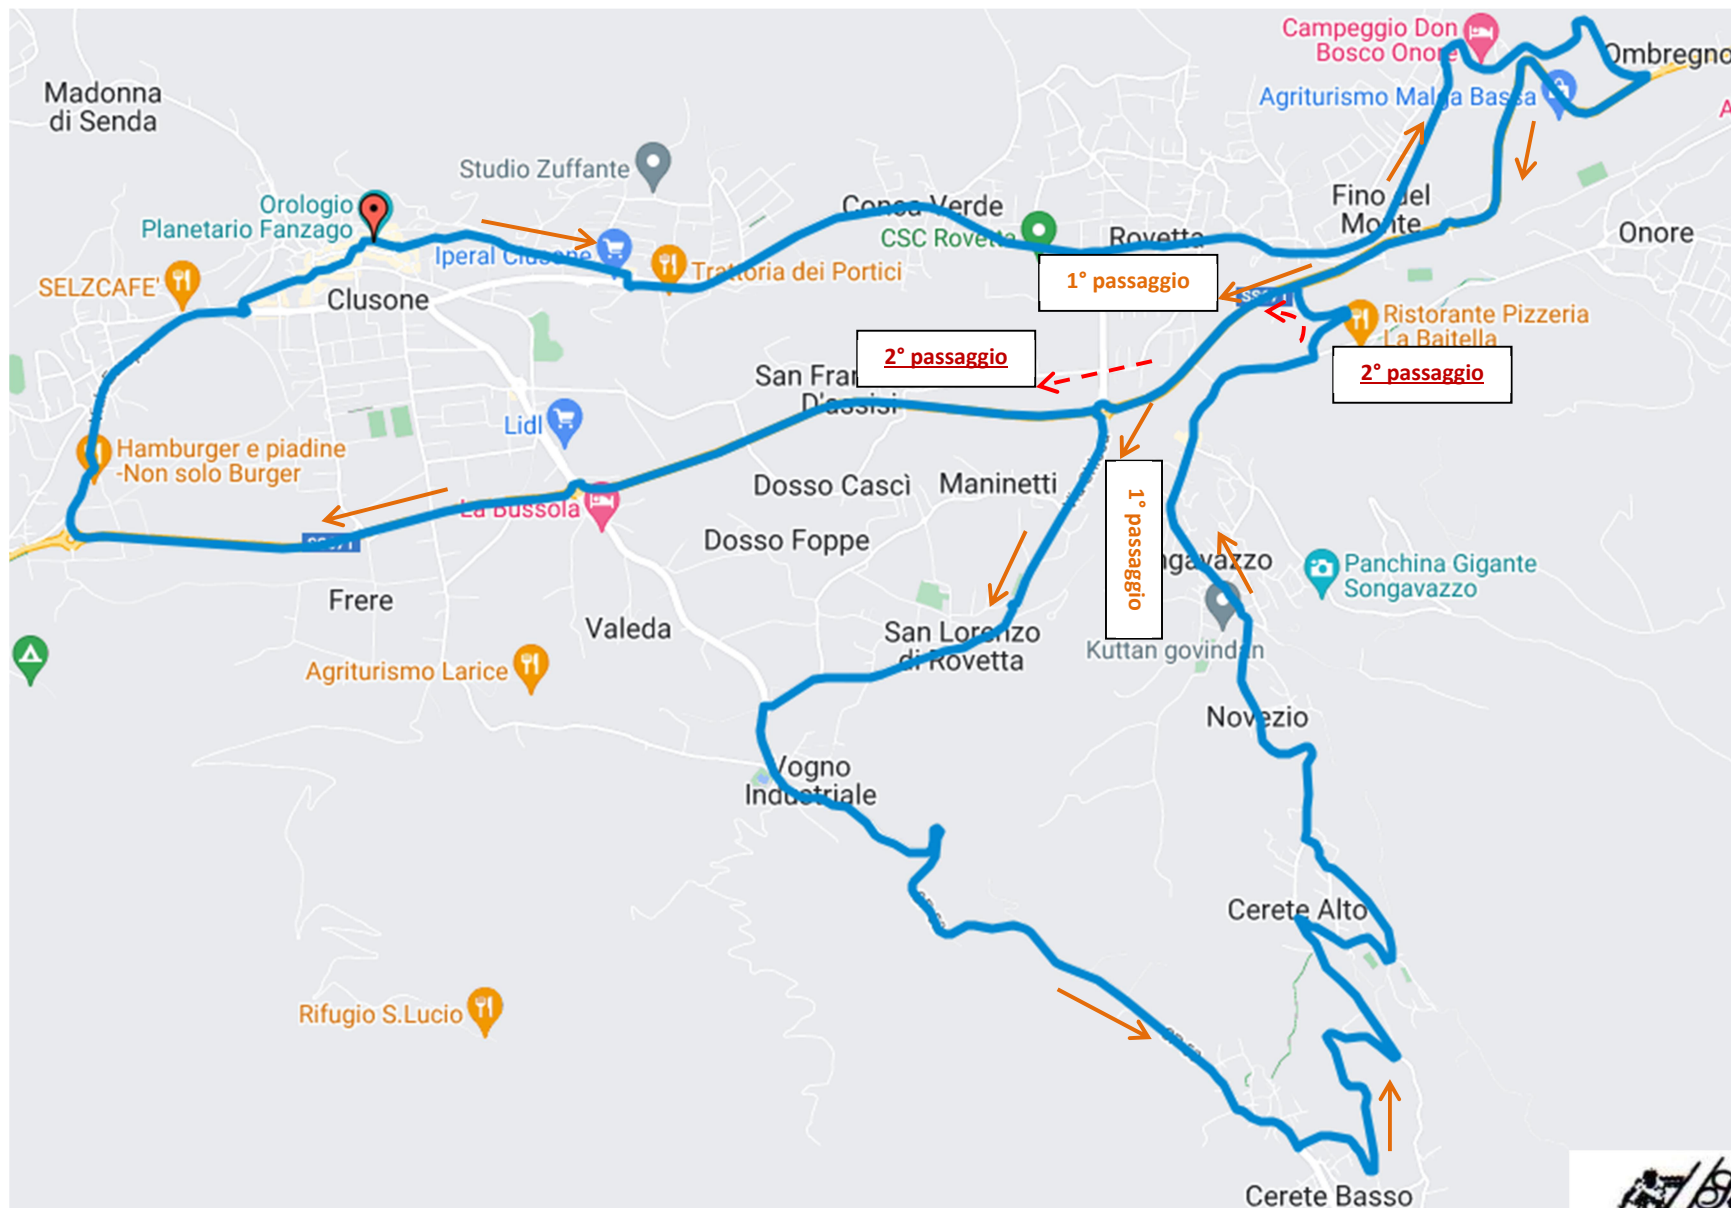 Campeggio Don
Bosco Onore
Ombregno
Madonna
di Senda
Agriturismo Malga Bassa
Studio Zuffante
Orologio
Planetario Fanzago
Conca Verde
CSC Rovetta
Rovetta
Fino del
Monte
Onore
Iperal Clusone
Trattoria dei Portici
SELZCAFE'
Clusone
1° passaggio
Ristorante Pizzeria
La Baitella
2° passaggio
2° passaggio
San Fran
D'assisi
Lidl
Hamburger e piadine
-Non solo Burger
La Bussola
Dosso Cascì
Maninetti
1° passaggio
Dosso Foppe
ngavazzo
Panchina Gigante
Songavazzo
Frere
Valeda
San Lorenzo
di Rovetta
Kuttan govindan
Agriturismo Larice
Novezio
Vogno
Industriale
Cerete Alto
Rifugio S.Lucio
Cerete Basso